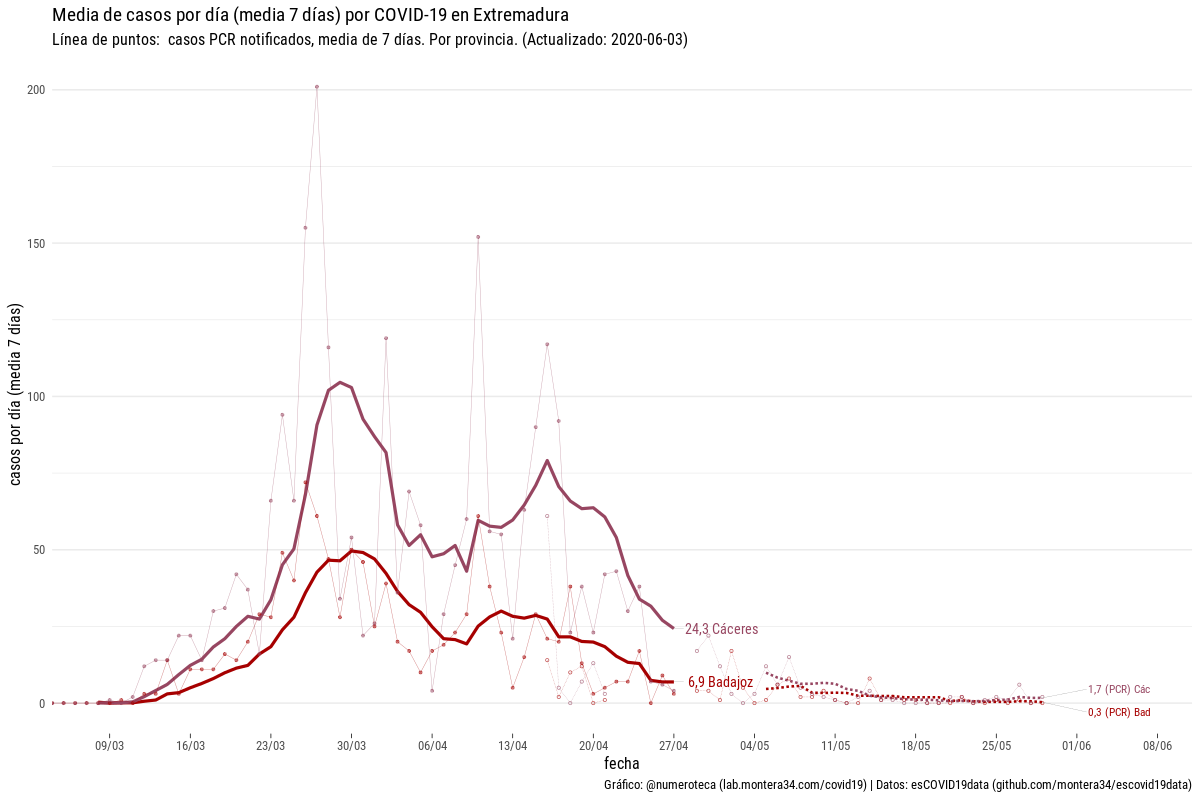 Media de casos por día (media 7 días) por COVID-19 en Extremadura
Línea de puntos:  casos PCR notificados, media de 7 días. Por provincia. (Actualizado: 2020-06-03)
casos por día (media 7 días)
200
150
100
50
0
24,3 Cáceres
6,9 Badajoz
1,7 (PCR) Các
0,3 (PCR) Bad
09/03 16/03 23/03 30/03 06/04 13/04 20/04 27/04 04/05 11/05 18/05 25/05 01/06 08/06
fecha
Gráfico: @numeroteca (lab.montera34.com/covid19) | Datos: esCOVID19data (github.com/montera34/escovid19data)